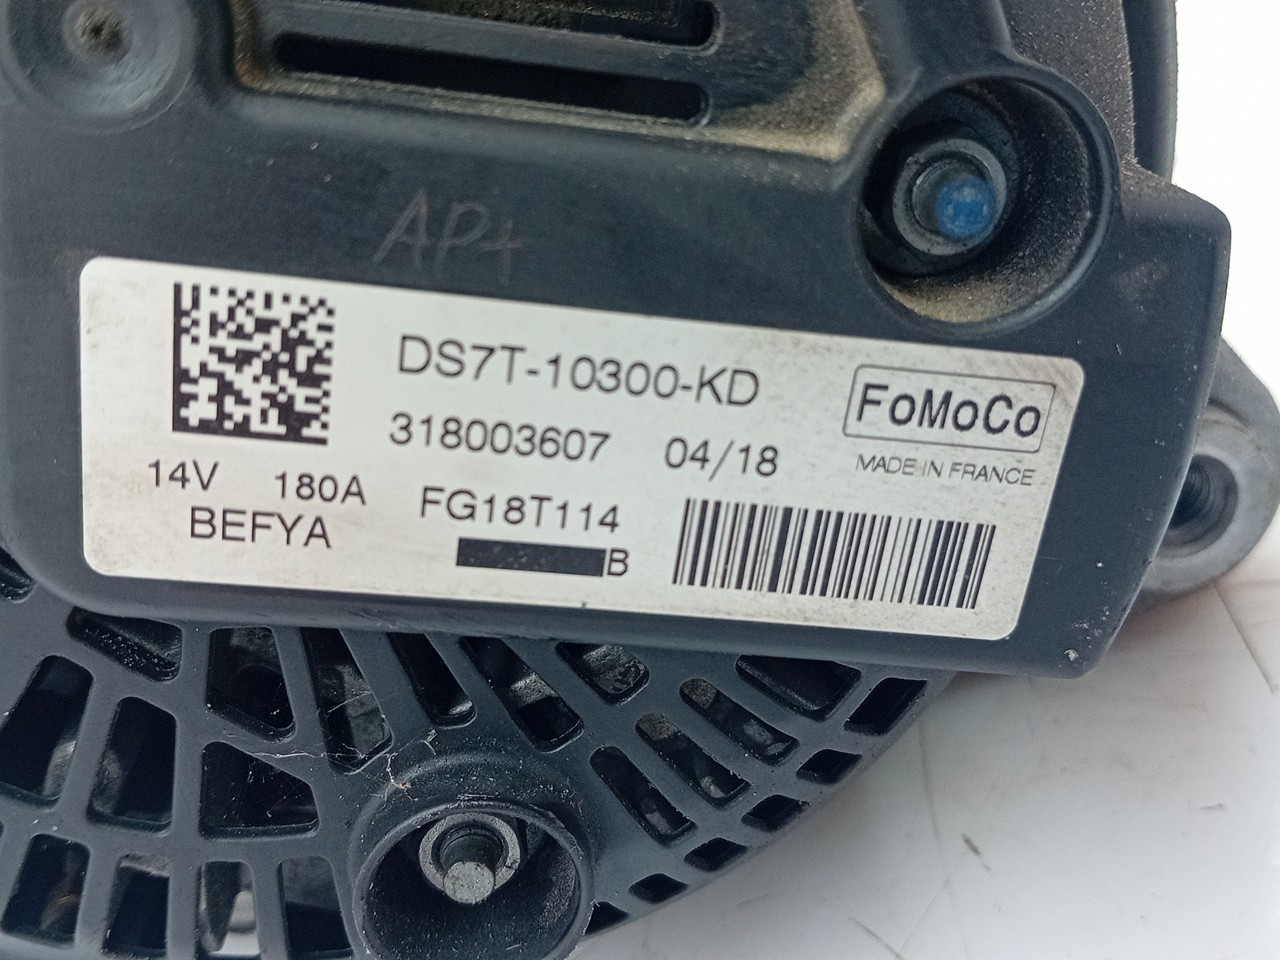 AP+
DS7T-10300-KD
FoMoCo
318003607 04/18
MADE IN FRANCE
14V 180A FG18T114
BEFYA
B